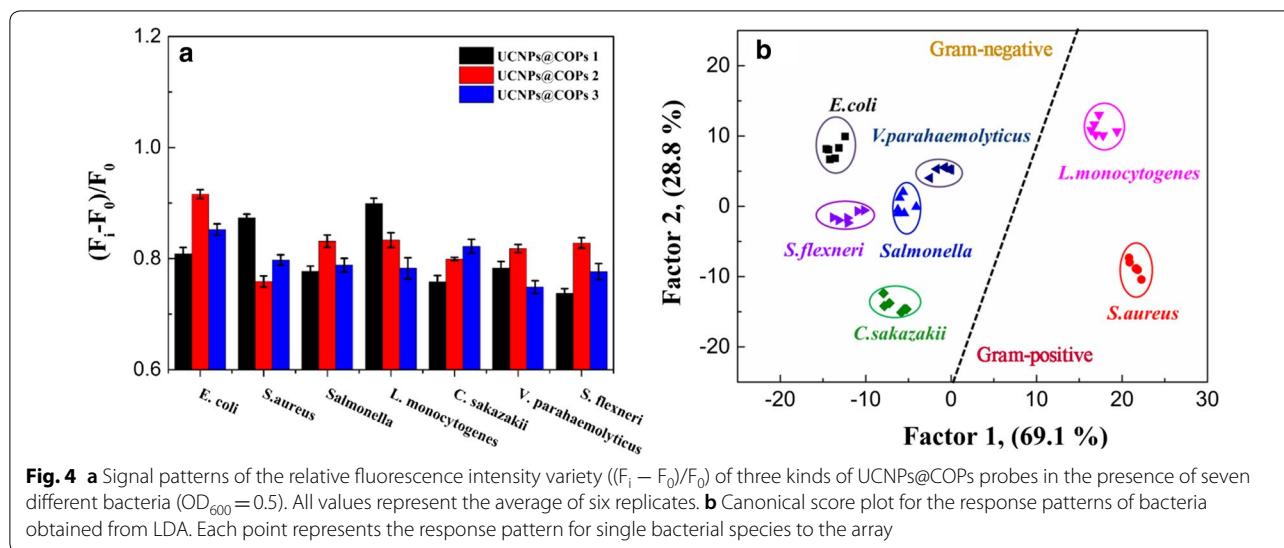 a
UCNPs@COPs 1
UCNPs@COPs 2
UCNPs@COPs 3
1.2
1.0
0.8
0.6
(Fi-F0)/F0
E. coli
S.aureus
Salmonella
L. monocytogenes
C. sakazakii
V. parahaemolyticus
S. flexneri
b
Gram-negative
E.coli
V.parahaemolyticus
L.monocytogenes
S.flexneri
Salmonella
S.aureus
C.sakazakii
Gram-positive
20
10
0
-10
-20
Factor 2, (28.8 %)
-20
-10
0
10
20
30
Factor 1, (69.1 %)
Fig. 4 a Signal patterns of the relative fluorescence intensity variety ((Fi − F0)/F0) of three kinds of UCNPs@COPs probes in the presence of seven
different bacteria (OD600 = 0.5). All values represent the average of six replicates. b Canonical score plot for the response patterns of bacteria
obtained from LDA. Each point represents the response pattern for single bacterial species to the array